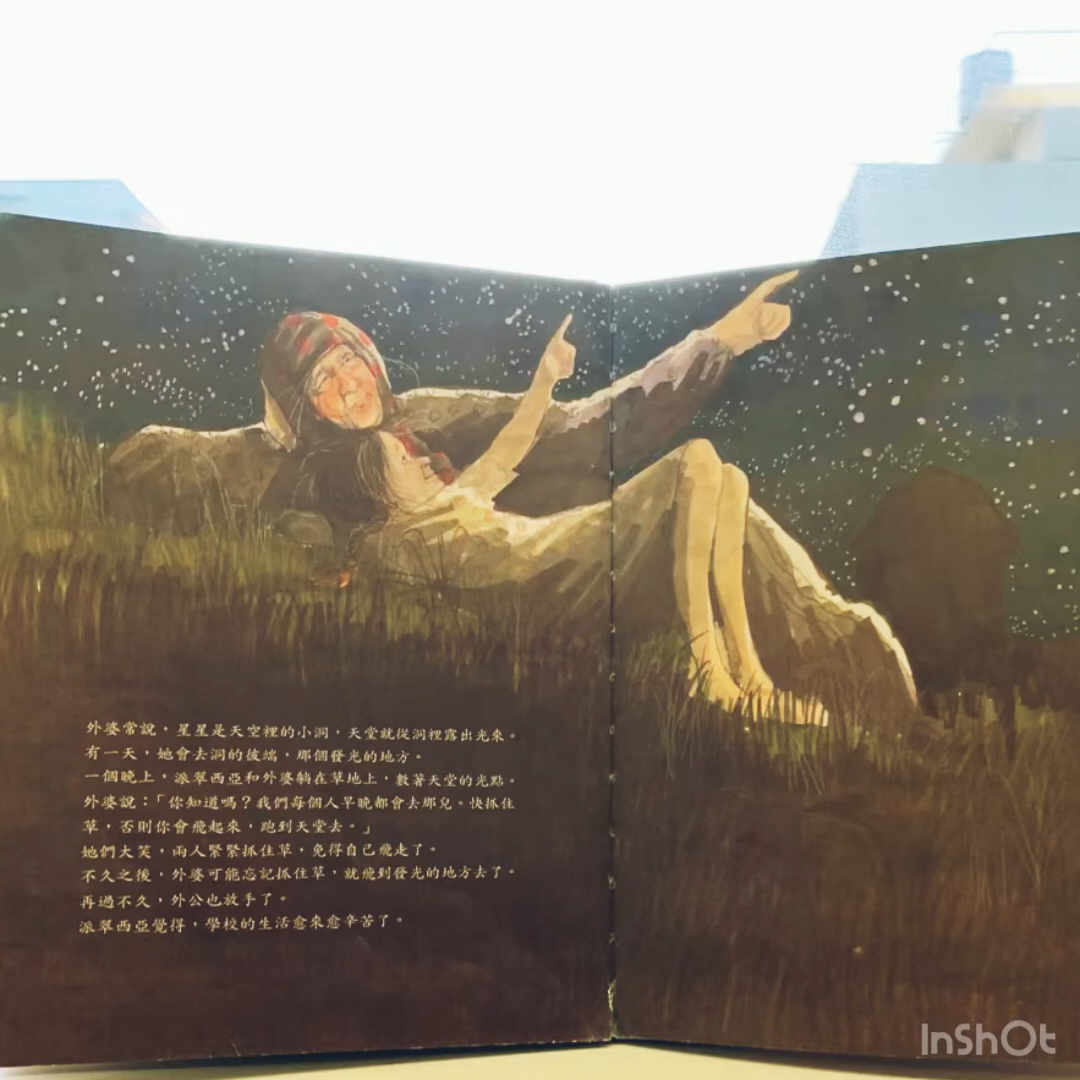 外婆常說，星星是天空裡的小洞，天堂就從洞裡露出光來。
有一天，她會去洞的彼端，那個發光的地方。
一個晚上，派翠西亞和外婆躺在草地上，數著天堂的光點。
外婆說：「你知道嗎？我們每個人早晚都會去那兒。快抓住
草，否則你會飛起來，跑到天堂去。」
她們大笑，兩人緊緊抓住草，免得自己飛走了。
不久之後，外婆可能忘記抓住草，就飛到發光的地方去了。
再過不久，外公也放手了。
派翠西亞覺得，學校的生活愈來愈辛苦了。
InShOt